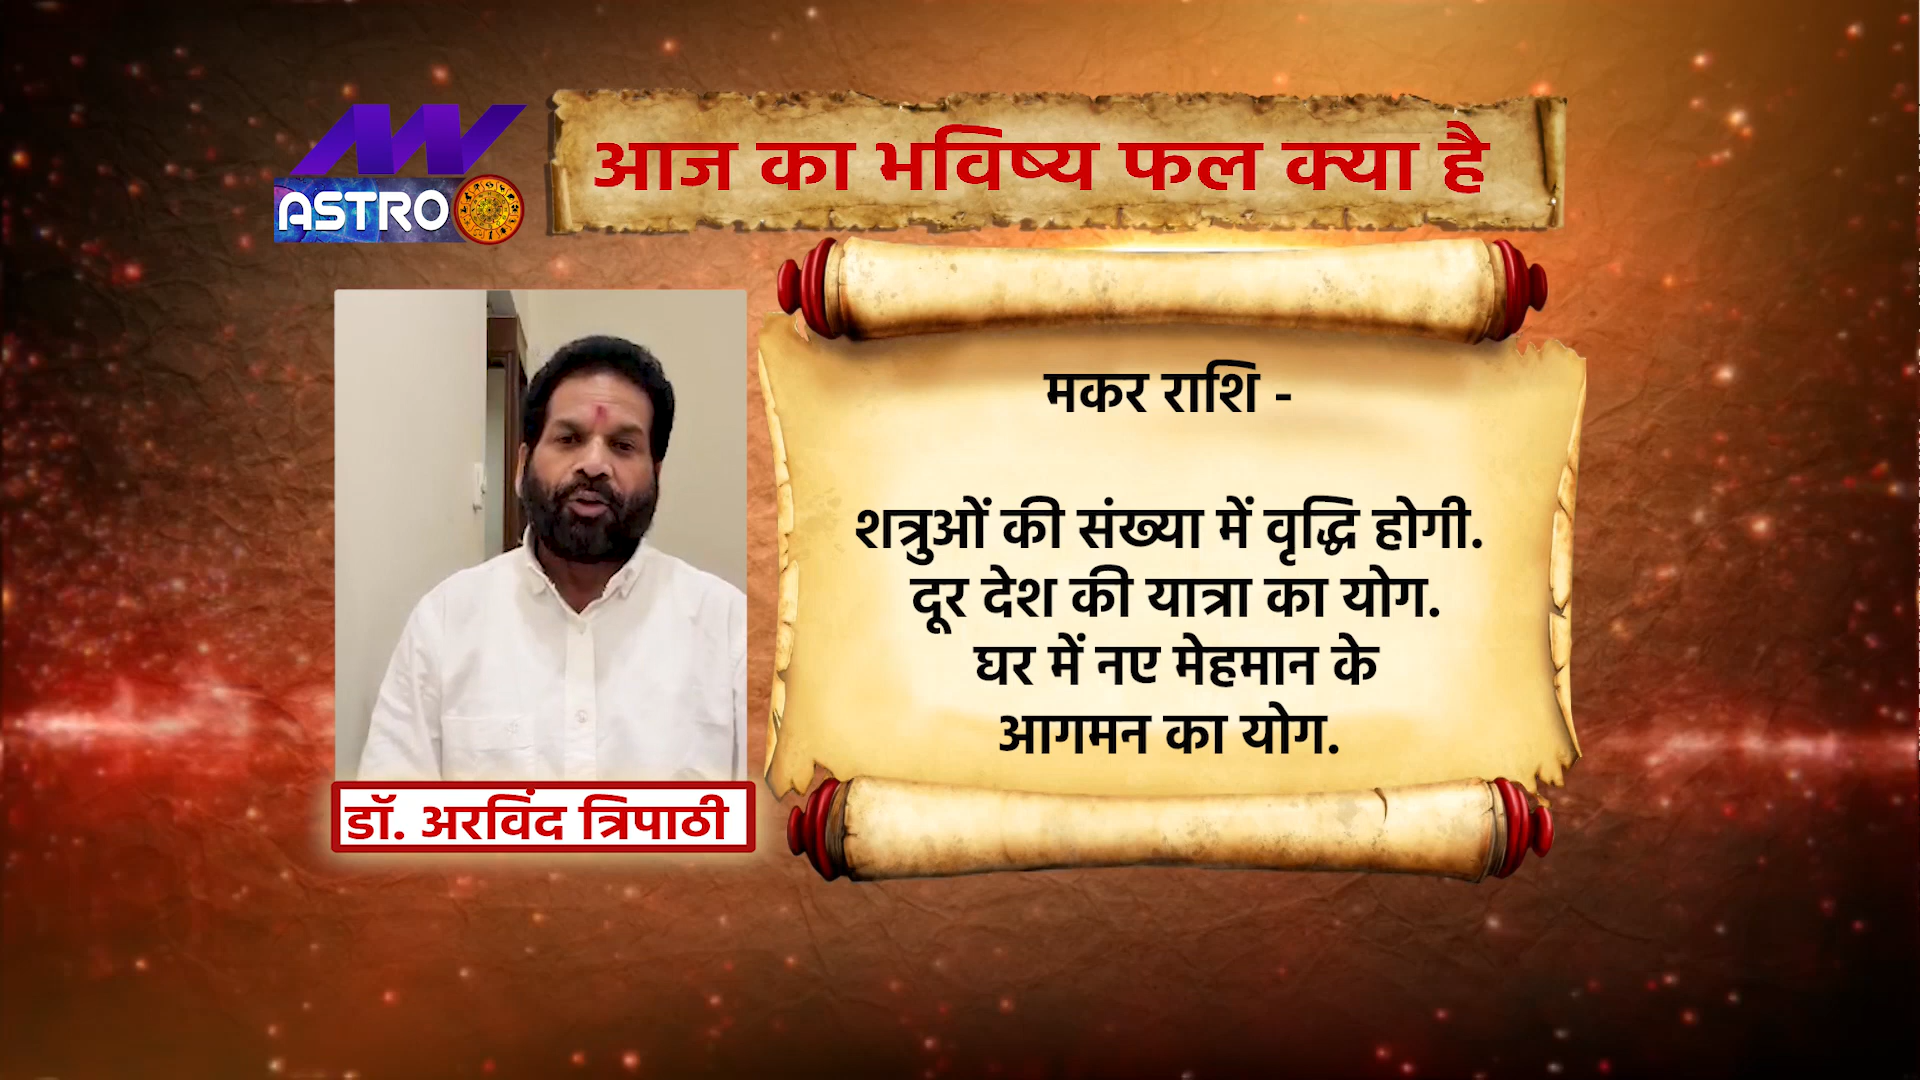 ASTRO
आज का भविष्य फल क्या है
मकर राशि -
शत्रुओं की संख्या में वृद्धि होगी.
दूर देश की यात्रा का योग.
घर में नए मेहमान के
आगमन का योग.
डॉ. अरविंद त्रिपाठी